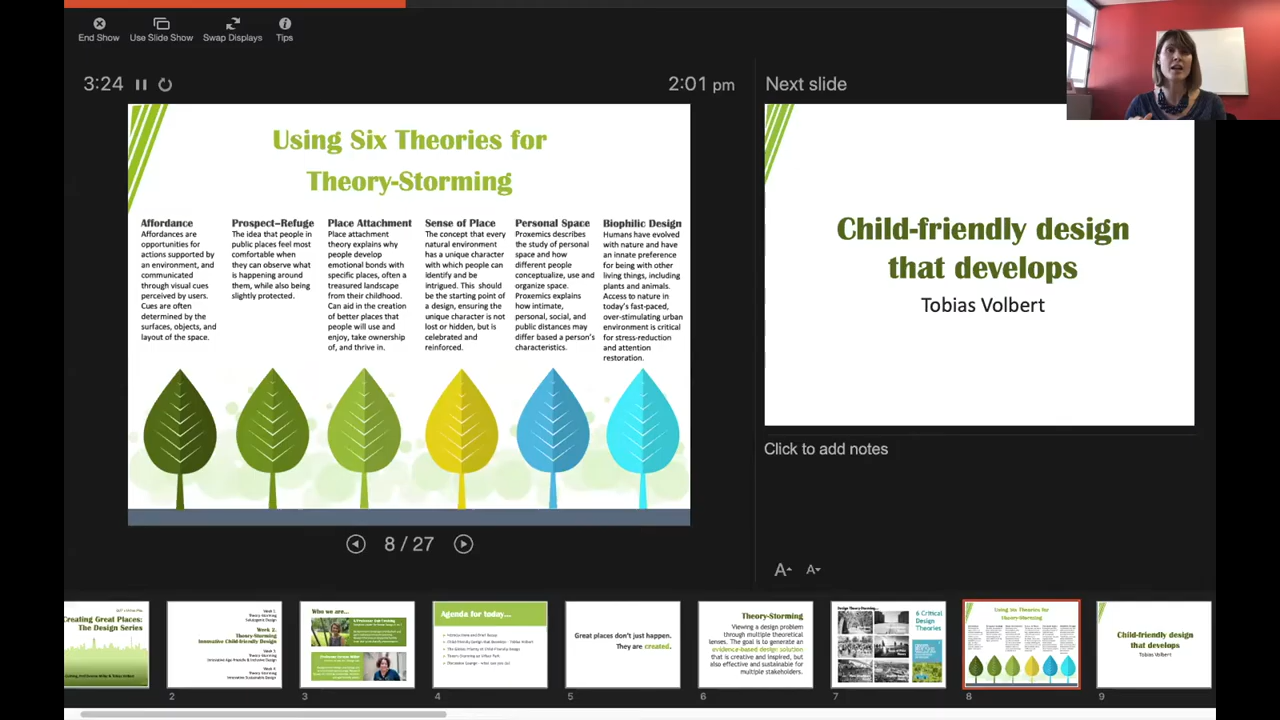 End Show
Use Slide Show
Swap Displays
Tips
3:24
2:01 pm
Using Six Theories for
Theory-Storming
Affordance
Affordances are
opportunities for
actions supported by
an environment, and
communicated
through visual cues
perceived by users.
Cues are often
determined by the
surfaces, objects, and
layout of the space.
Prospect–Refuge
The idea that people in
public places feel most
comfortable when
they can observe what
is happening around
them, while also being
slightly protected.
Place Attachment
Place attachment
theory explains why
people develop
emotional bonds with
specific places, often a
treasured landscape
from their childhood.
Can aid in the creation
of better places that
people will use and
enjoy, take ownership
of, and thrive in.
Sense of Place
The concept that every
natural environment
has a unique character
with which people can
identify and be
intrigued. This should
be the starting point of
a design, ensuring the
unique character is not
lost or hidden, but is
celebrated and
reinforced.
Personal Space
Proxemics describes
the study of personal
space and how
different people
conceptualize, use and
organize space.
Proxemics explains
how intimate,
personal, social, and
public distances may
differ based a person's
characteristics.
Biophilic Design
Humans have evolved
with nature and have
an innate preference
for being with other
living things, including
plants and animals.
Access to nature in
today's fast-paced,
over-stimulating urban
environment is critical
for stress-reduction
and attention
restoration.
8 / 27
Next slide
Child-friendly design
that develops
Tobias Volbert
Click to add notes
A A
Creating Great Places:
The Design Series
Week 1.
Theory-Storming
Week 2.
Theory-Storming
Innovative Child-friendly Design
Week 3.
Theory-Storming
Week 4.
Theory-Storming
Innovative Sustainable Design
2
Who we are...
3
Agenda for today...
4
Great places don't just happen.
They are created.
5
Theory-Storming
Viewing a design problem
through multiple theoretical
lenses. The goal is to generate an
evidence-based design solution
that is creative and inspired, but
also effective and sustainable for
multiple stakeholders.
6
Design Theory-Storming...
6 Critical
Design
Theories
7
Using Six Theories for
Theory-Storming
8
Child-friendly design
that develops
Tobias Volbert
9